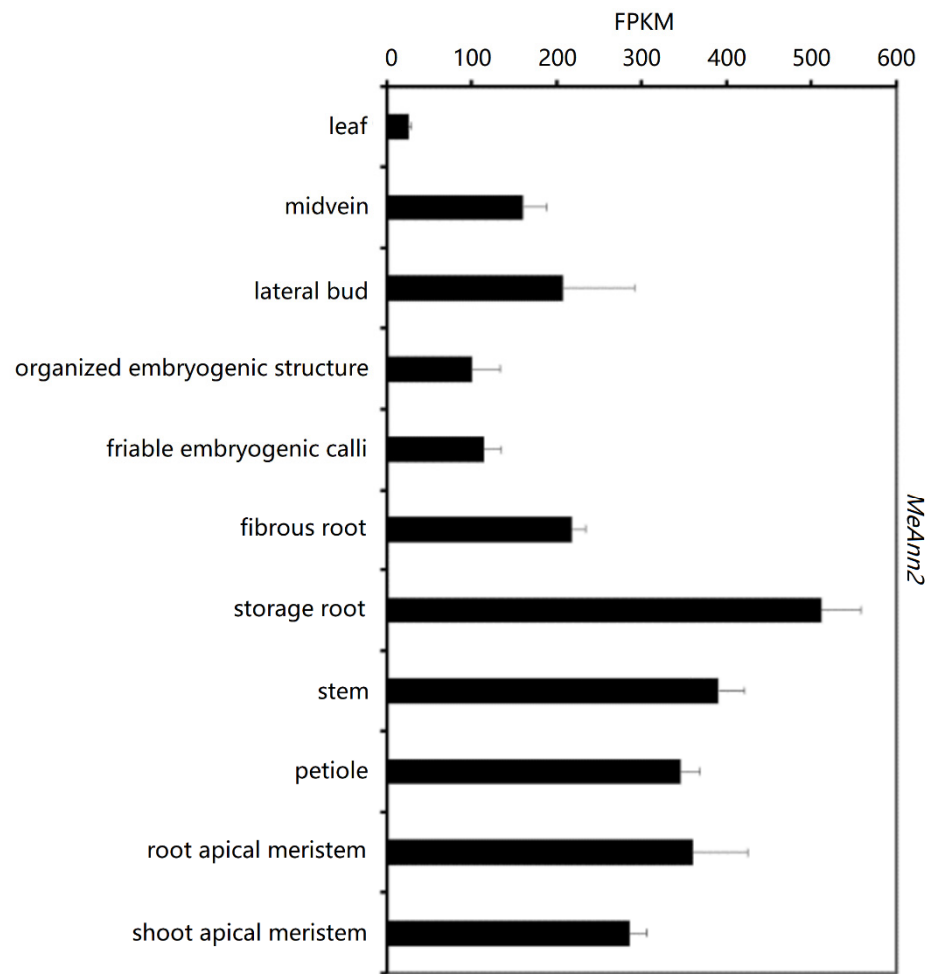 FPKM
0 100 200 300 400 500 600
leaf
midvein
lateral bud
organized embryogenic structure
friable embryogenic calli
fibrous root
MeAnn2
storage root
stem
petiole
root apical meristem
shoot apical meristem